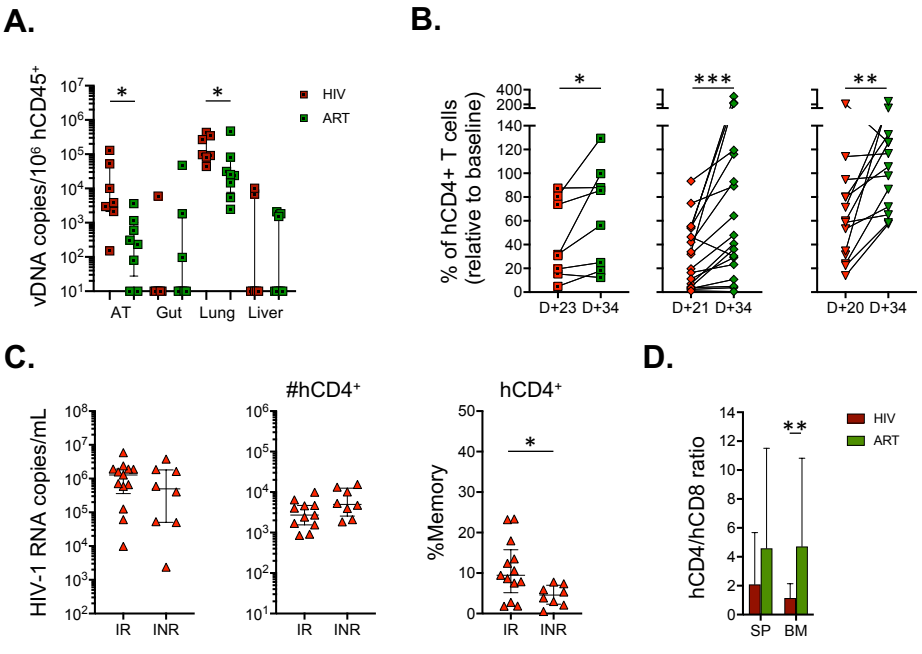 A.
vDNA copies/10⁶ hCD45⁺
10⁷
10⁶
10⁵
10⁴
10³
10²
10¹
*
*
AT Gut Lung Liver
HIV
ART
B.
% of hCD4+ T cells
(relative to baseline)
400
200
140
120
100
80
60
40
20
0
*
***
**
D+23 D+34
D+21 D+34
D+20 D+34
C.
HIV-1 RNA copies/mL
10⁸
10⁷
10⁶
10⁵
10⁴
10³
10²
IR INR
#hCD4⁺
10⁶
10⁵
10⁴
10³
10²
10¹
IR INR
hCD4⁺
%Memory
50
40
30
20
10
0
*
IR INR
D.
hCD4/hCD8 ratio
14
12
10
8
6
4
2
0
**
SP BM
HIV
ART